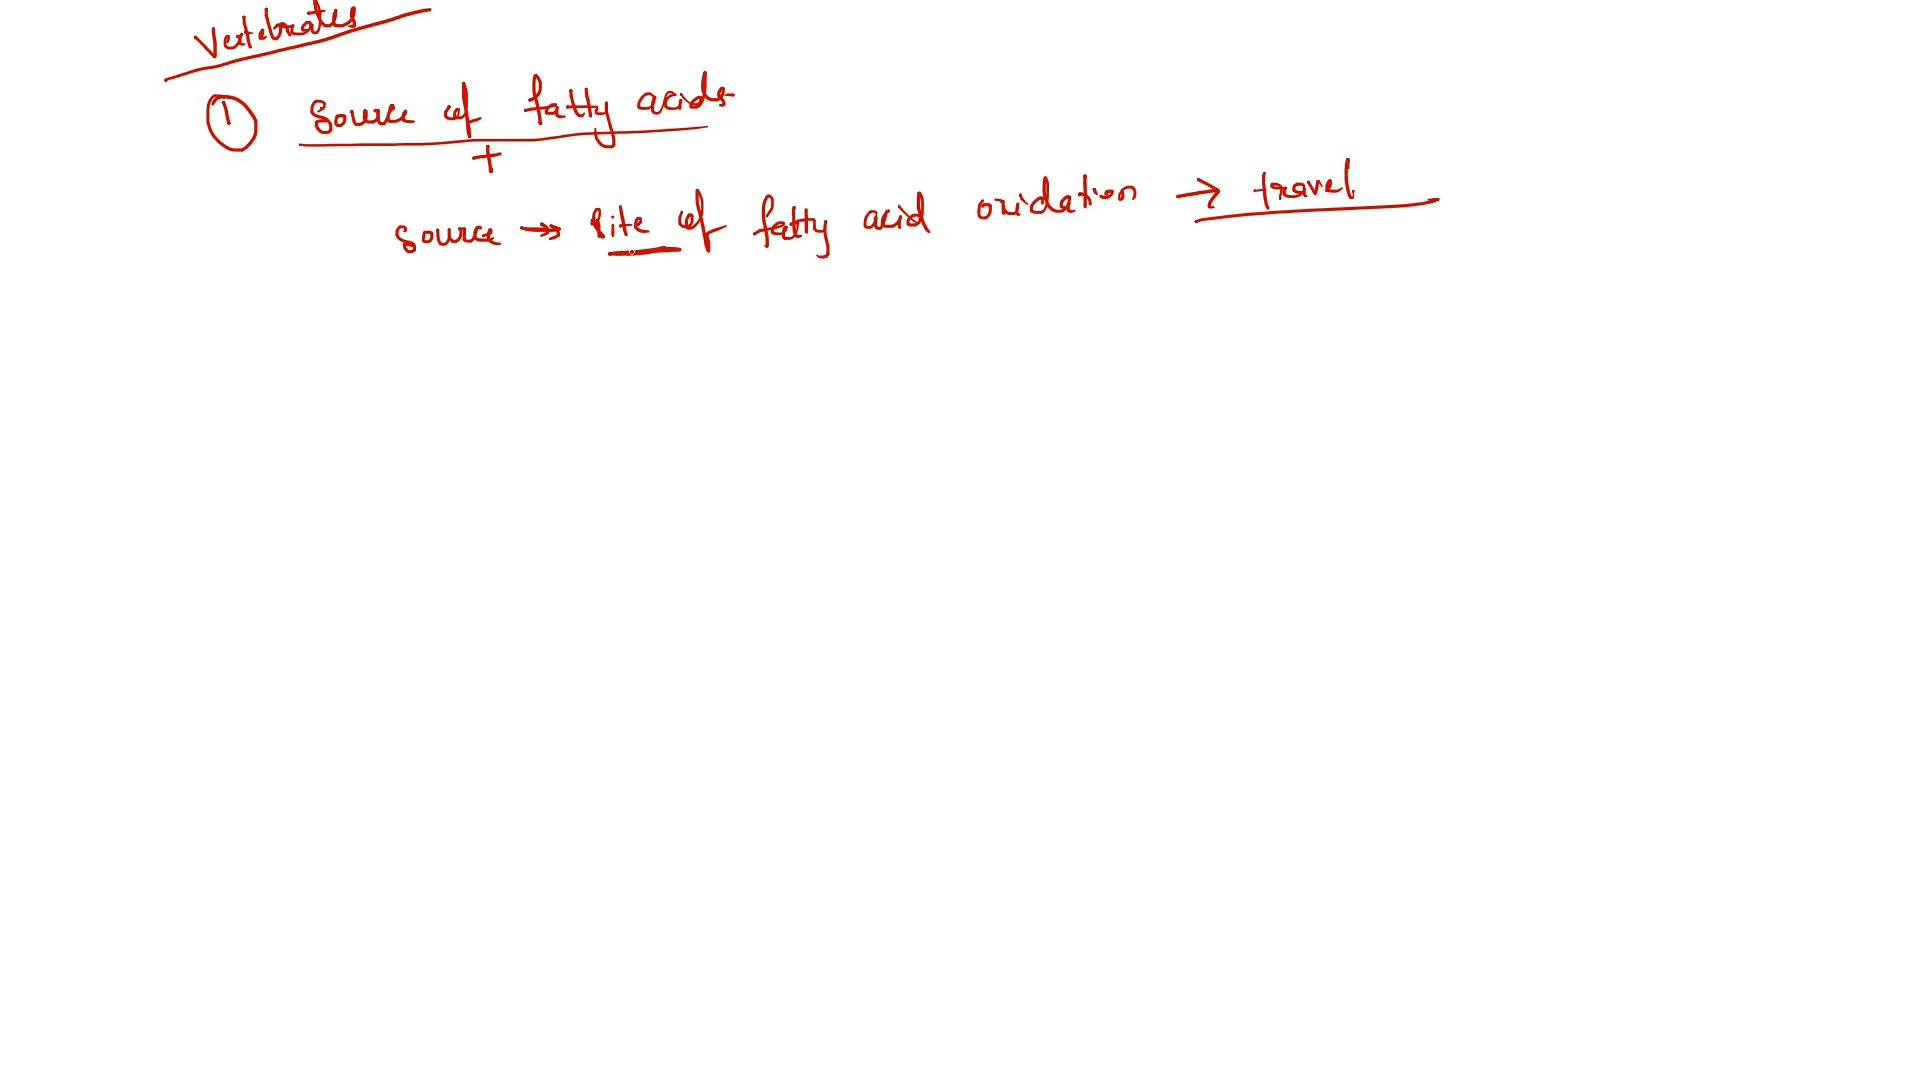 Vertebrates
① Source of fatty acids
+
Source → Site of fatty acid oxidation → travel